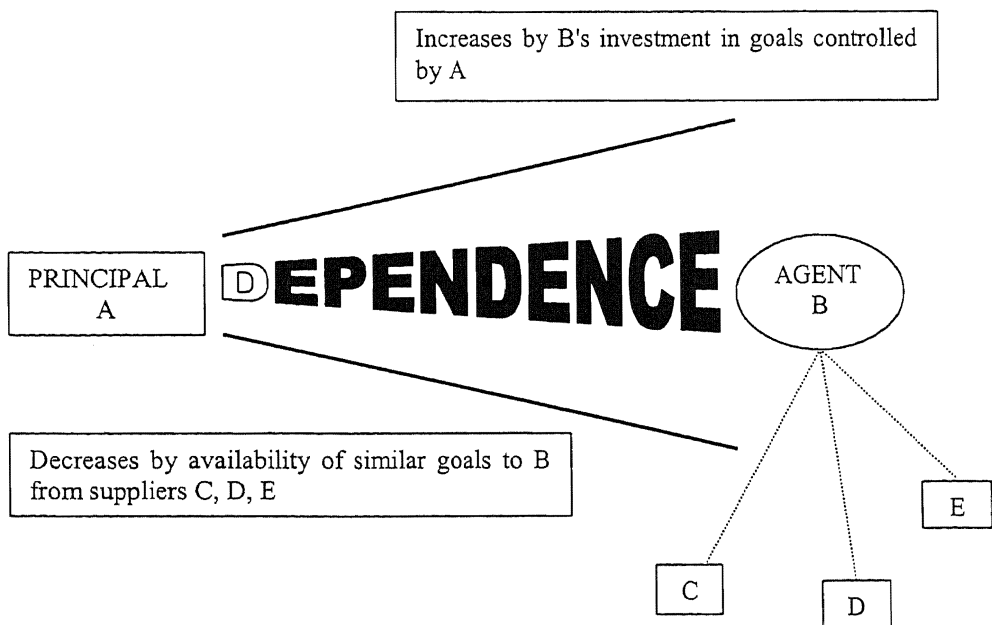 Increases by B's investment in goals controlled
by A
PRINCIPAL
A
DEPENDENCE
AGENT
B
Decreases by availability of similar goals to B
from suppliers C, D, E
E
C
D